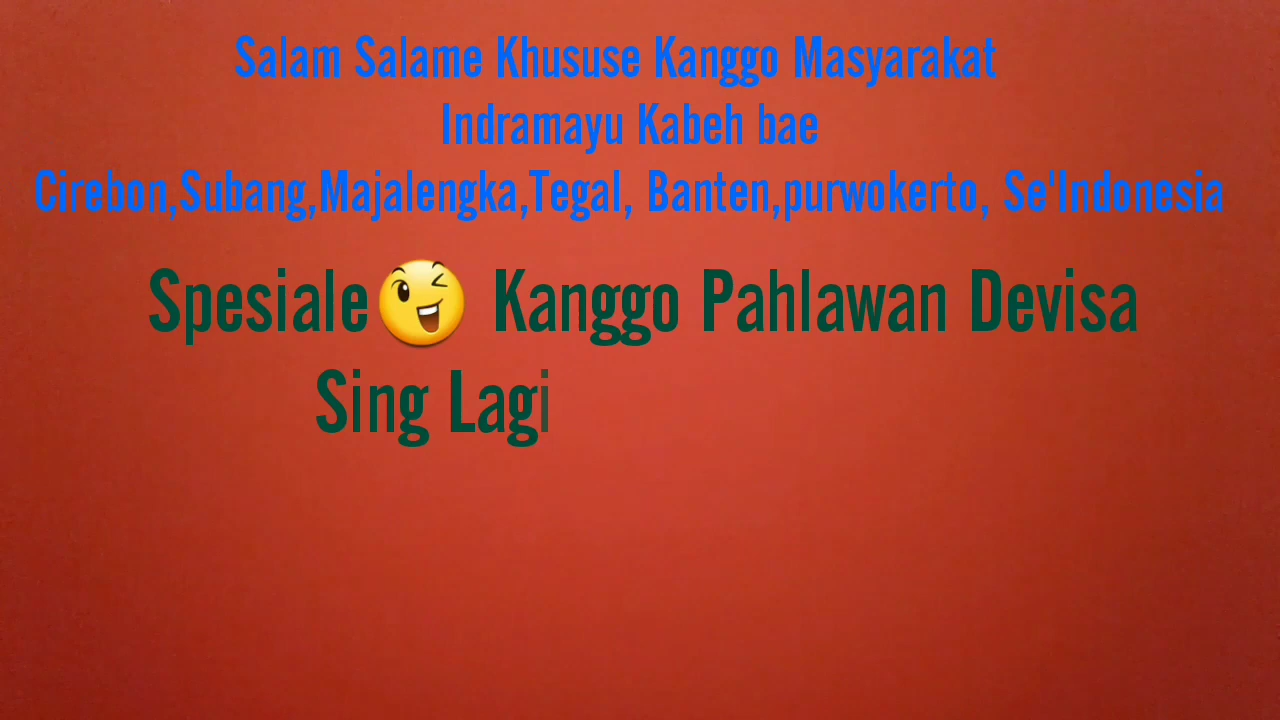 Salam Salame Khususe Kanggo Masyarakat
Indramayu Kabeh bae
Cirebon,Subang,Majalengka,Tegal, Banten,purwokerto, Se'Indonesia
Spesiale😉 Kanggo Pahlawan Devisa
Sing Lagi